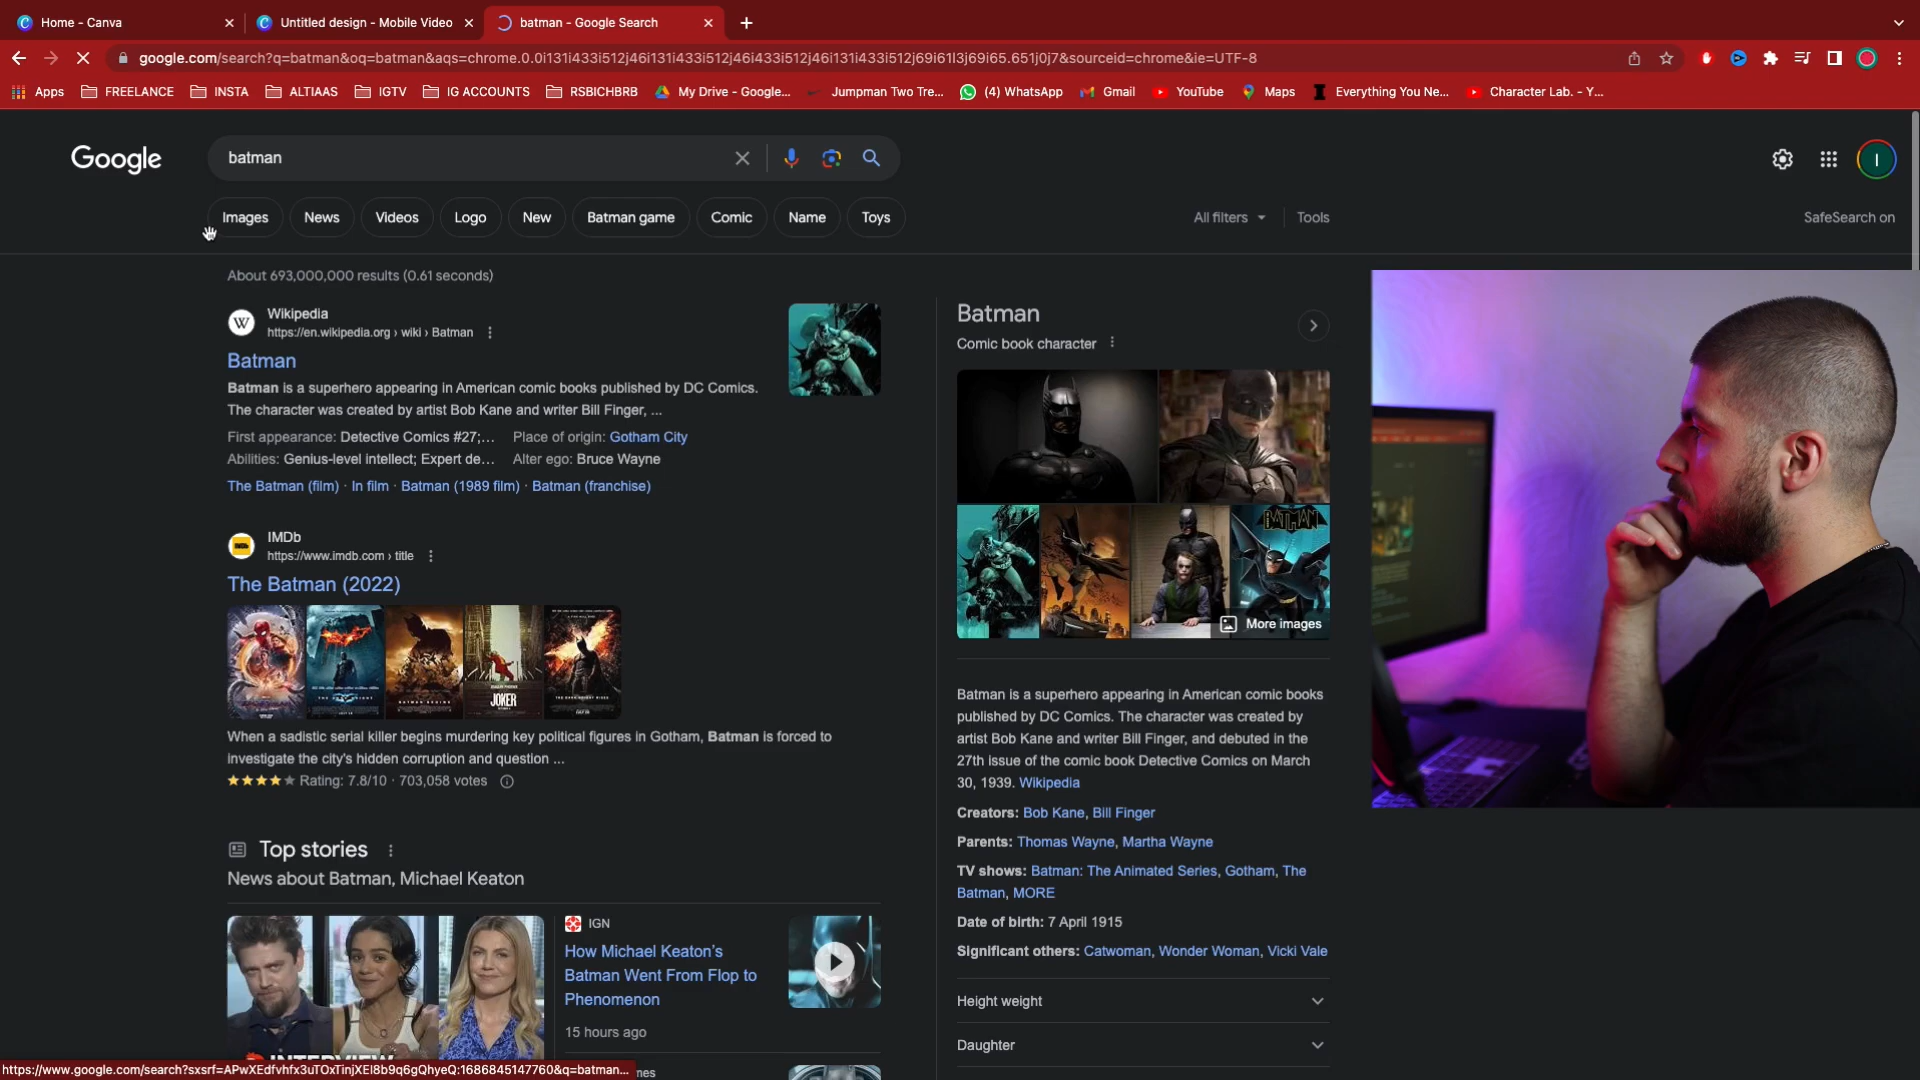 Home - Canva
Untitled design - Mobile Video
batman - Google Search
google.com/search?q=batman&oq=batman&aqs=chrome.0.0i131i433i512j46i131i433i512j46i433i512j46i131i433i512j69i61l3j69i65.651j0j7&sourceid=chrome&ie=UTF-8
Apps FREELANCE INSTA ALTIAAS IGTV IG ACCOUNTS RSBICHBRB My Drive - Google... Jumpman Two Tre... (4) WhatsApp Gmail YouTube Maps Everything You Ne... Character Lab. - Y...
Google
batman
Images News Videos Logo New Batman game Comic Name Toys
All filters Tools
SafeSearch on
About 693,000,000 results (0.61 seconds)
W
Wikipedia
https://en.wikipedia.org › wiki › Batman
Batman
Batman is a superhero appearing in American comic books published by DC Comics.
The character was created by artist Bob Kane and writer Bill Finger, ...
First appearance: Detective Comics #27;... Place of origin: Gotham City
Abilities: Genius-level intellect; Expert de... Alter ego: Bruce Wayne
The Batman (film) · In film · Batman (1989 film) · Batman (franchise)
IMDb
https://www.imdb.com › title
The Batman (2022)
JOKER
When a sadistic serial killer begins murdering key political figures in Gotham, Batman is forced to
investigate the city's hidden corruption and question ...
Rating: 7.8/10 · 703,058 votes
Top stories
News about Batman, Michael Keaton
INTERVIEW
IGN
How Michael Keaton's
Batman Went From Flop to
Phenomenon
15 hours ago
Batman
Comic book character
BATMAN
More images
Batman is a superhero appearing in American comic books
published by DC Comics. The character was created by
artist Bob Kane and writer Bill Finger, and debuted in the
27th issue of the comic book Detective Comics on March
30, 1939. Wikipedia
Creators: Bob Kane, Bill Finger
Parents: Thomas Wayne, Martha Wayne
TV shows: Batman: The Animated Series, Gotham, The
Batman, MORE
Date of birth: 7 April 1915
Significant others: Catwoman, Wonder Woman, Vicki Vale
Height weight
Daughter
https://www.google.com/search?sxsrf=APwXEdfvhfx3uTOxTinjXEl8b9q6gQhyeQ:1686845147760&q=batman...